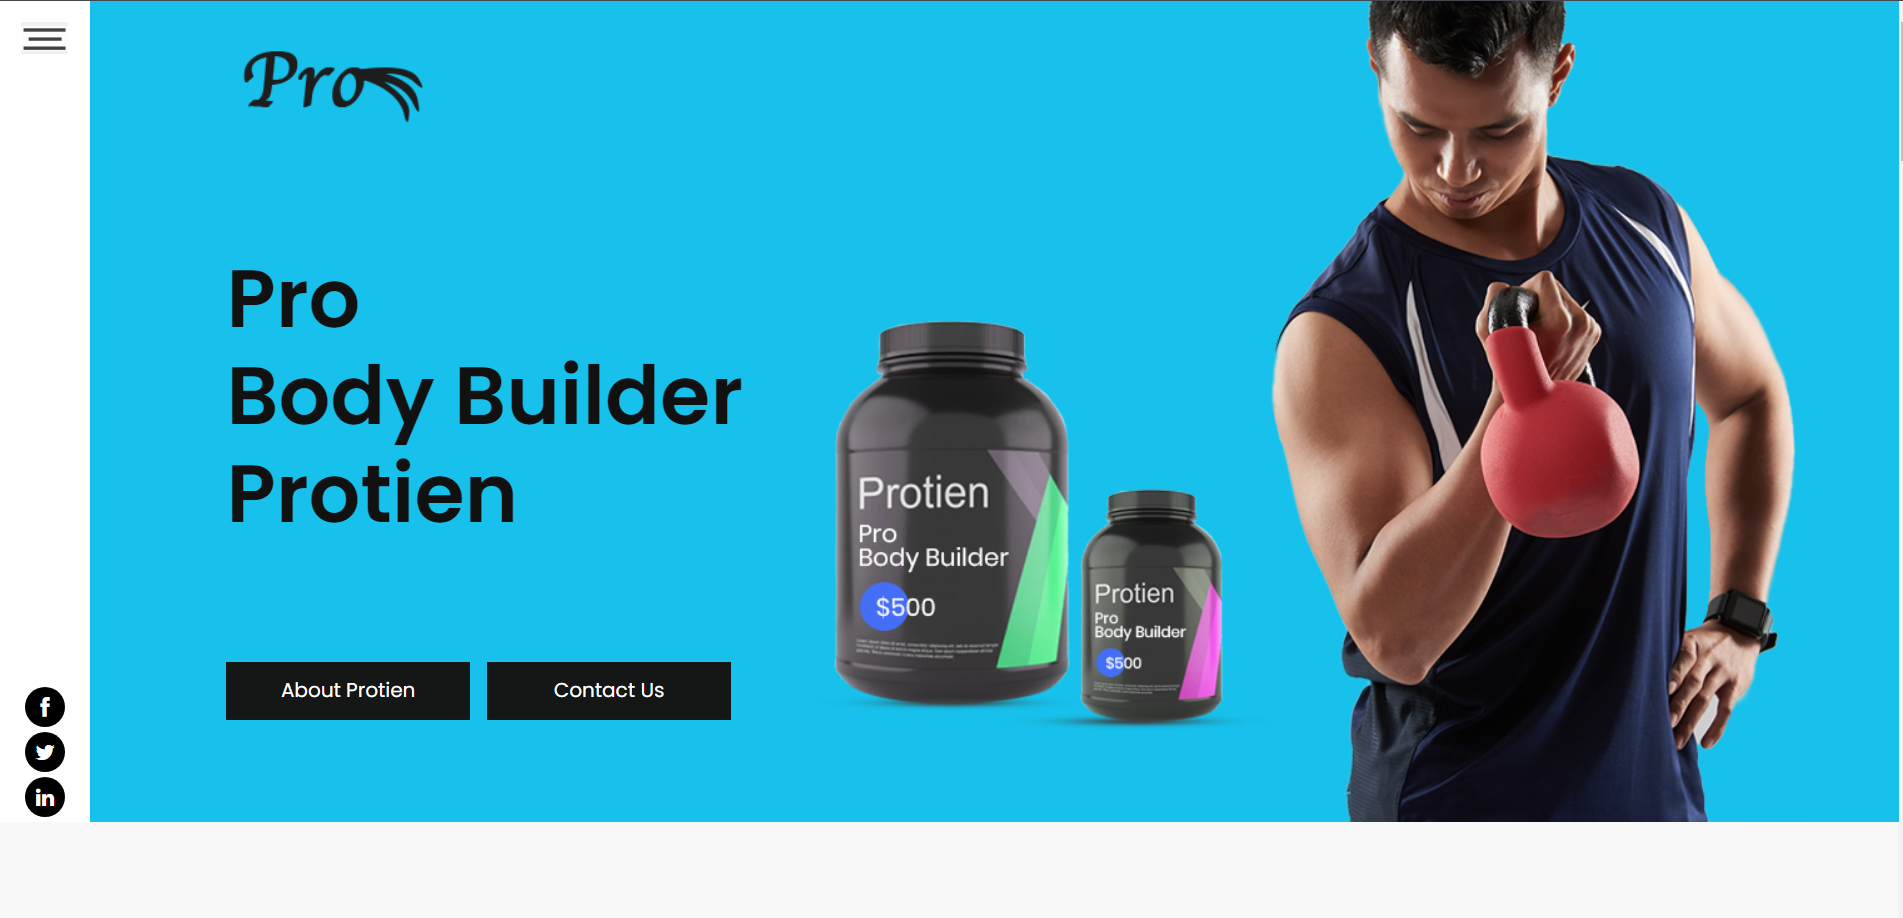 Pro
Pro
Body Builder
Protien
About Protien
Contact Us
Protien
Pro
Body Builder
$500
Protien
Pro
Body Builder
$500
f
in